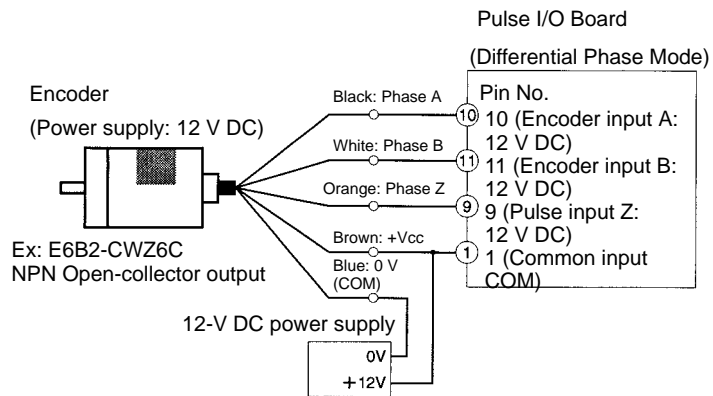 Pulse I/O Board
(Differential Phase Mode)
Encoder
(Power supply: 12 V DC)
Black: Phase A
White: Phase B
Orange: Phase Z
Brown: +Vcc
Blue: 0 V
(COM)
10
11
9
1
Pin No.
10 (Encoder input A:
12 V DC)
11 (Encoder input B:
12 V DC)
9 (Pulse input Z:
12 V DC)
1 (Common input
COM)
Ex: E6B2-CWZ6C
NPN Open-collector output
12-V DC power supply
0V
+12V